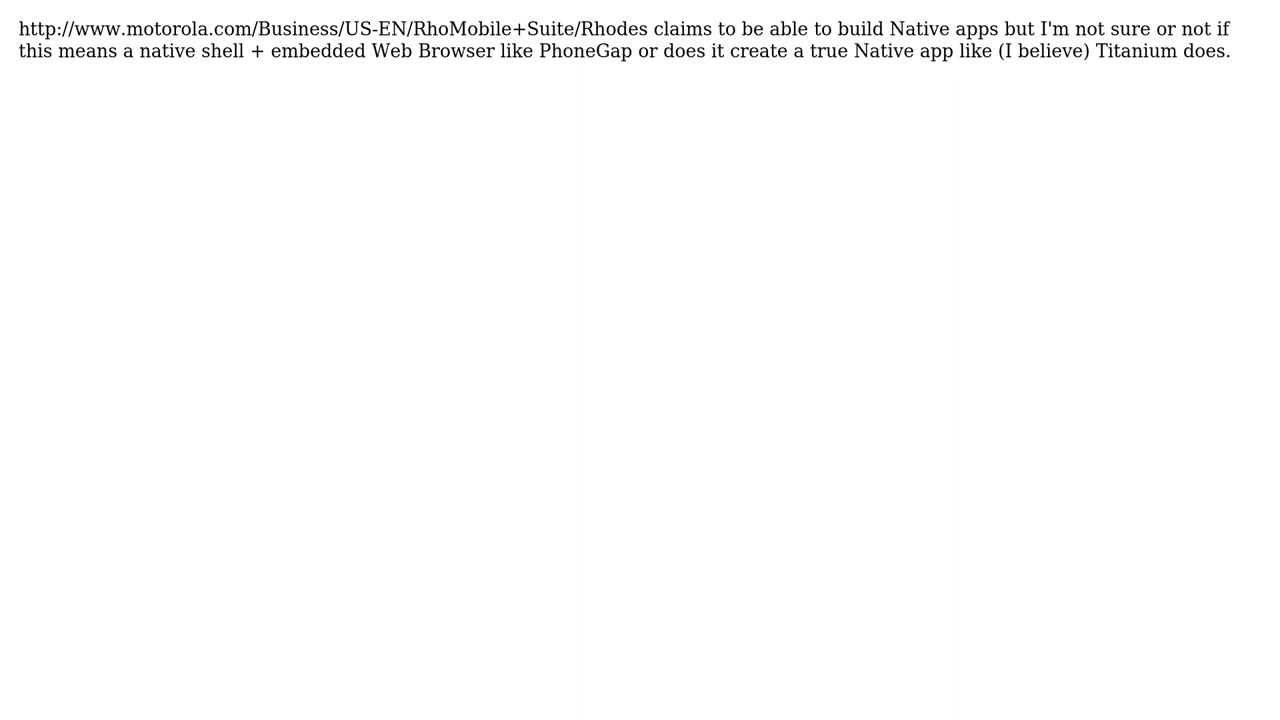 http://www.motorola.com/Business/US-EN/RhoMobile+Suite/Rhodes claims to be able to build Native apps but I'm not sure or not if
this means a native shell + embedded Web Browser like PhoneGap or does it create a true Native app like (I believe) Titanium does.